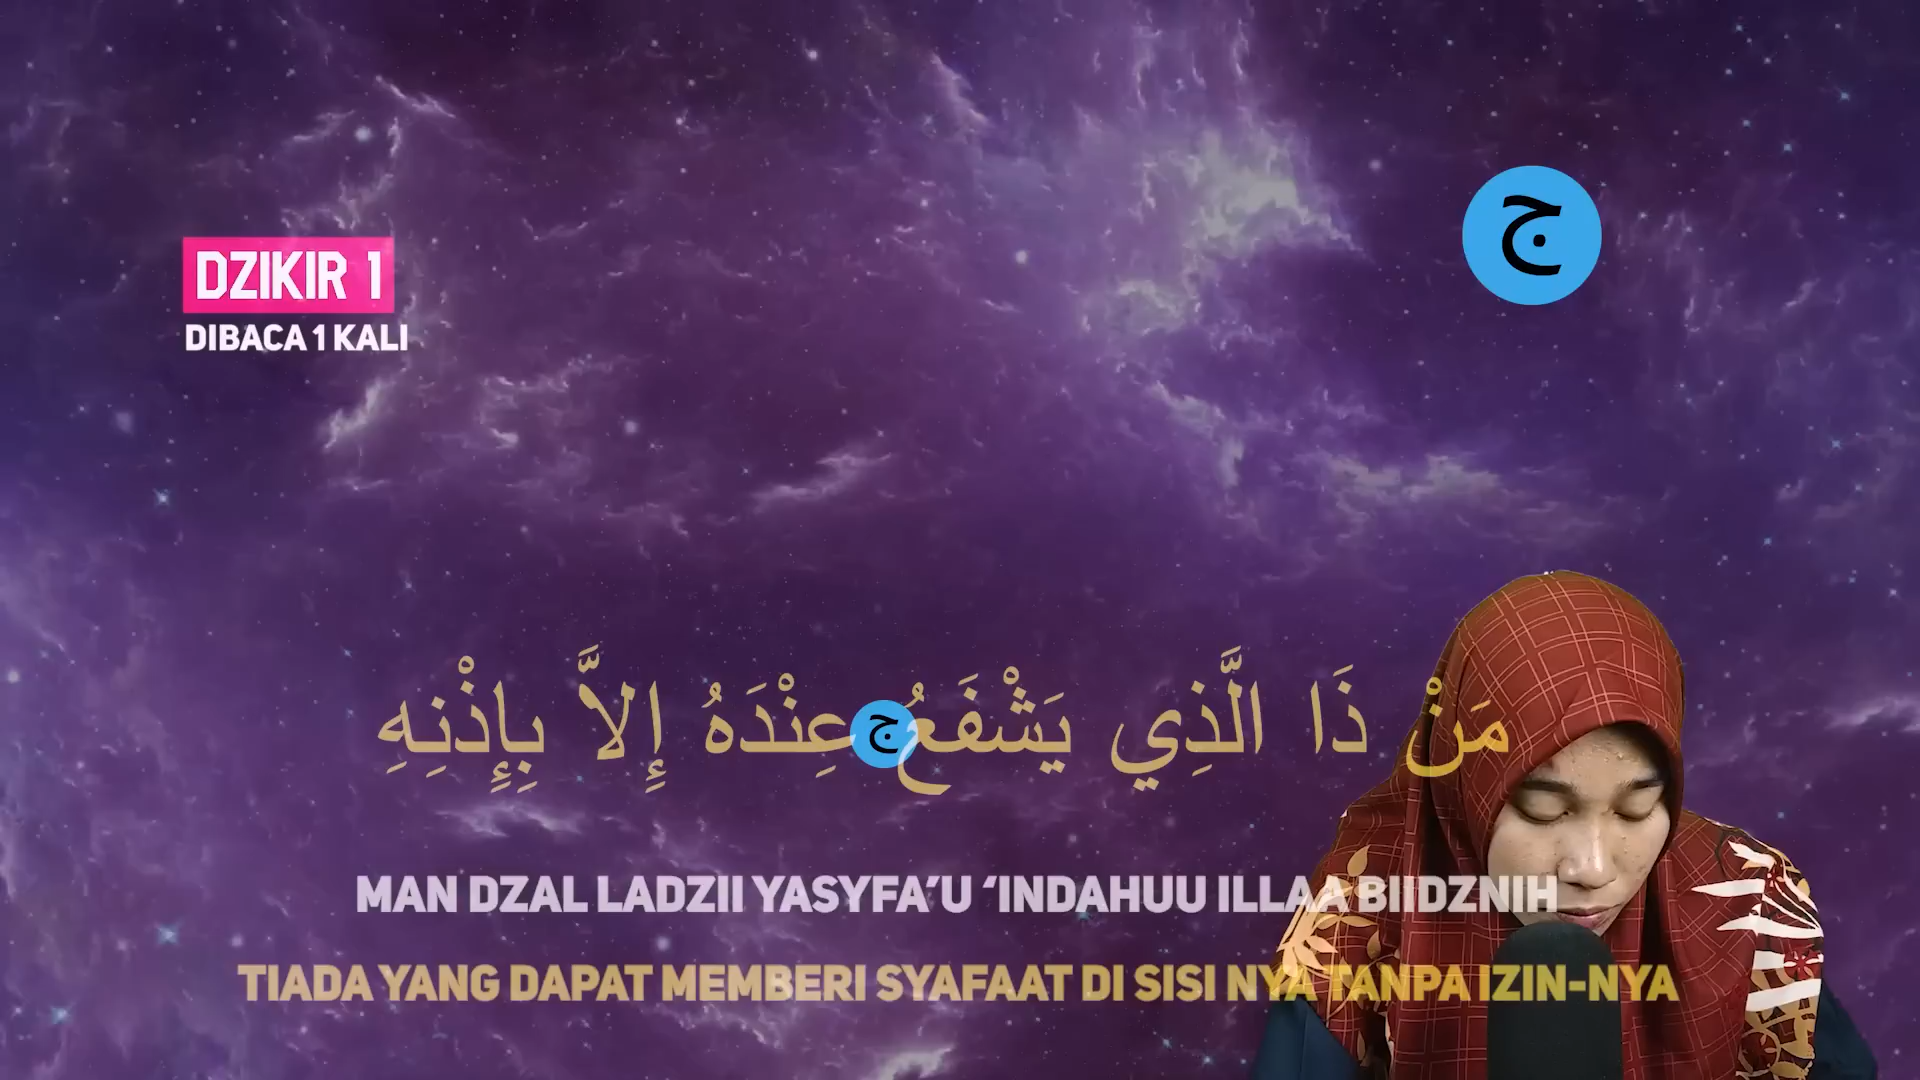 ج
DZIKIR 1
DIBACA 1 KALI
مَنْ ذَا الَّذِي يَشْفَعُ ج عِنْدَهُ إِلاَّ بِإِذْنِهِ
MAN DZAL LADZII YASYFA’U ‘INDAHUU ILLAA BIIDZNIH
TIADA YANG DAPAT MEMBERI SYAFAAT DI SISI NYA TANPA IZIN-NYA